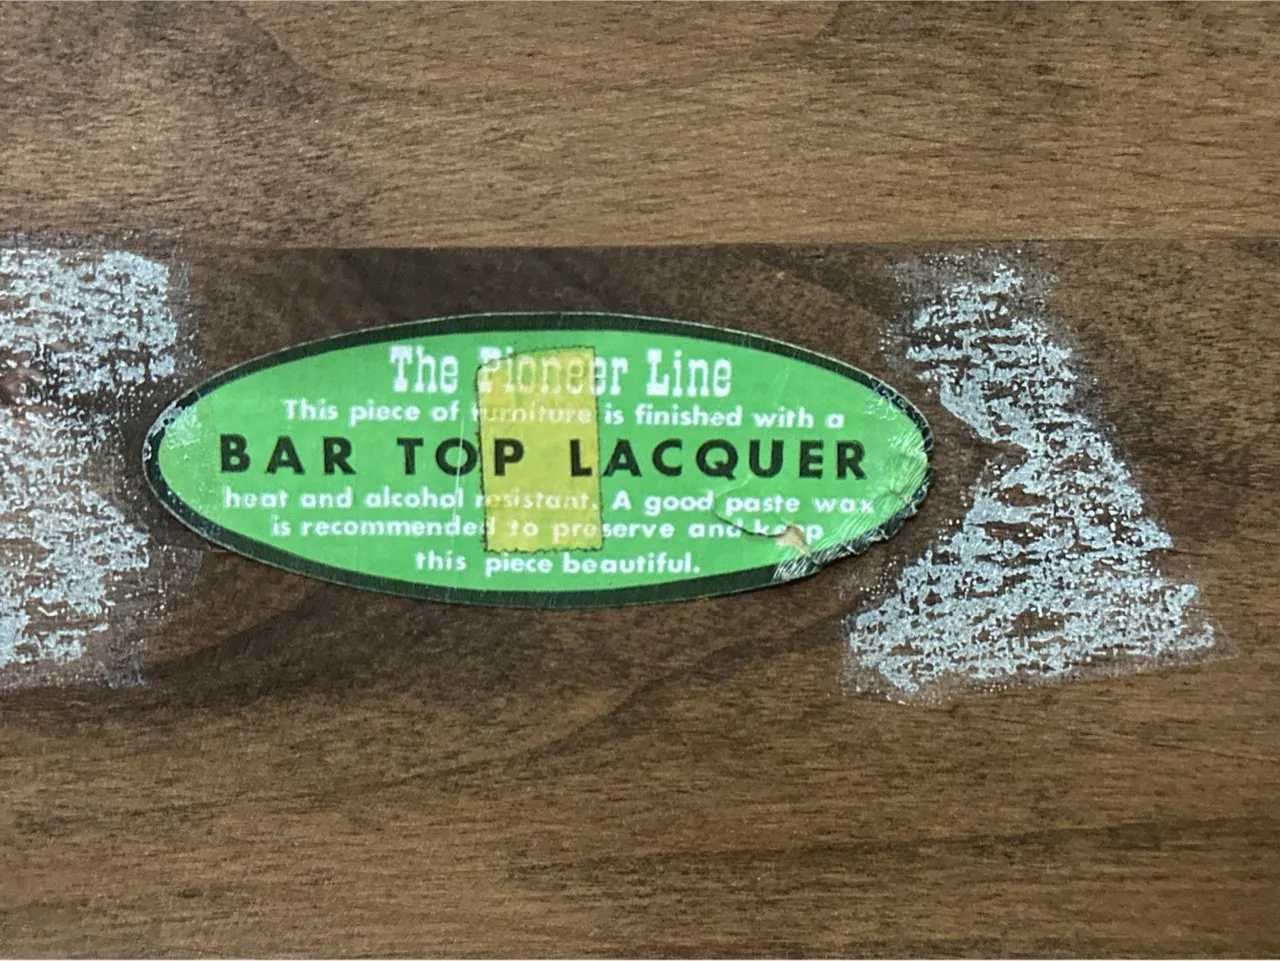 The Pioneer Line
This piece of furniture is finished with a
BAR TOP LACQUER
heat and alcohol resistant. A good paste wax
is recommended to preserve and keep
this piece beautiful.